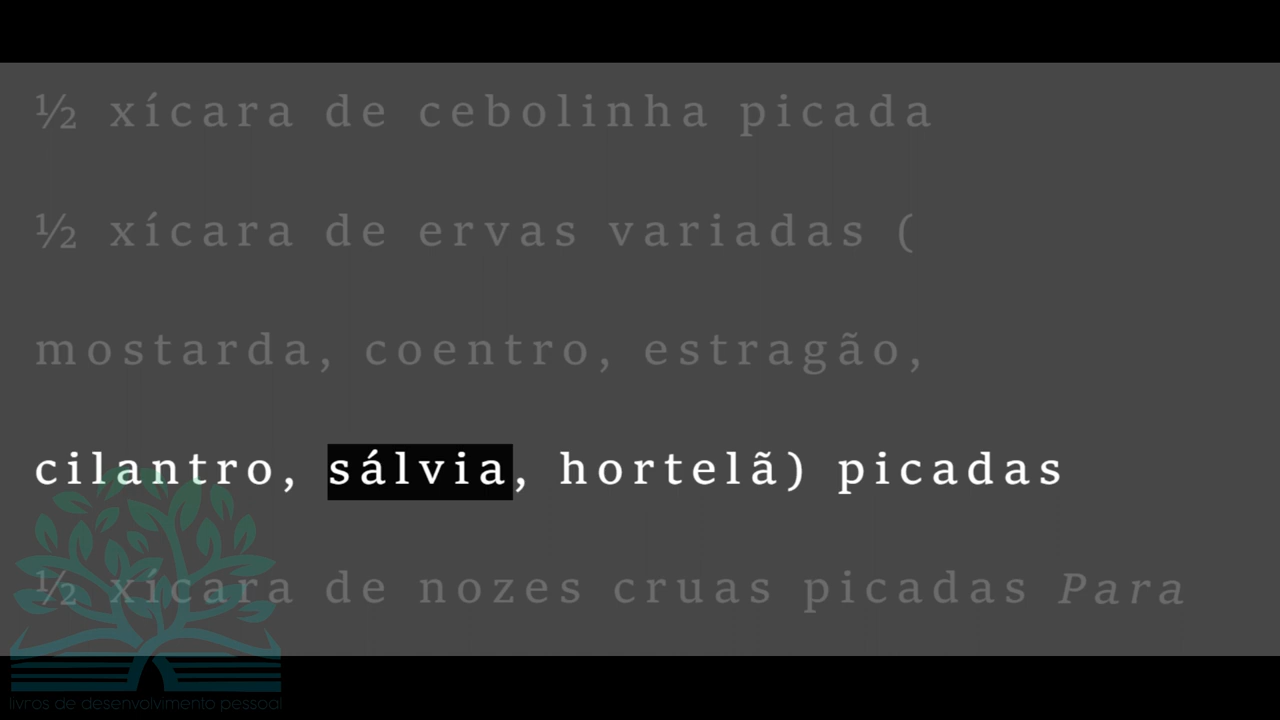 ½ xícara de cebolinha picada
½ xícara de ervas variadas (
mostarda, coentro, estragão,
cilantro, sálvia, hortelã) picadas
½ xícara de nozes cruas picadas Para
livros de desenvolvimento pessoal